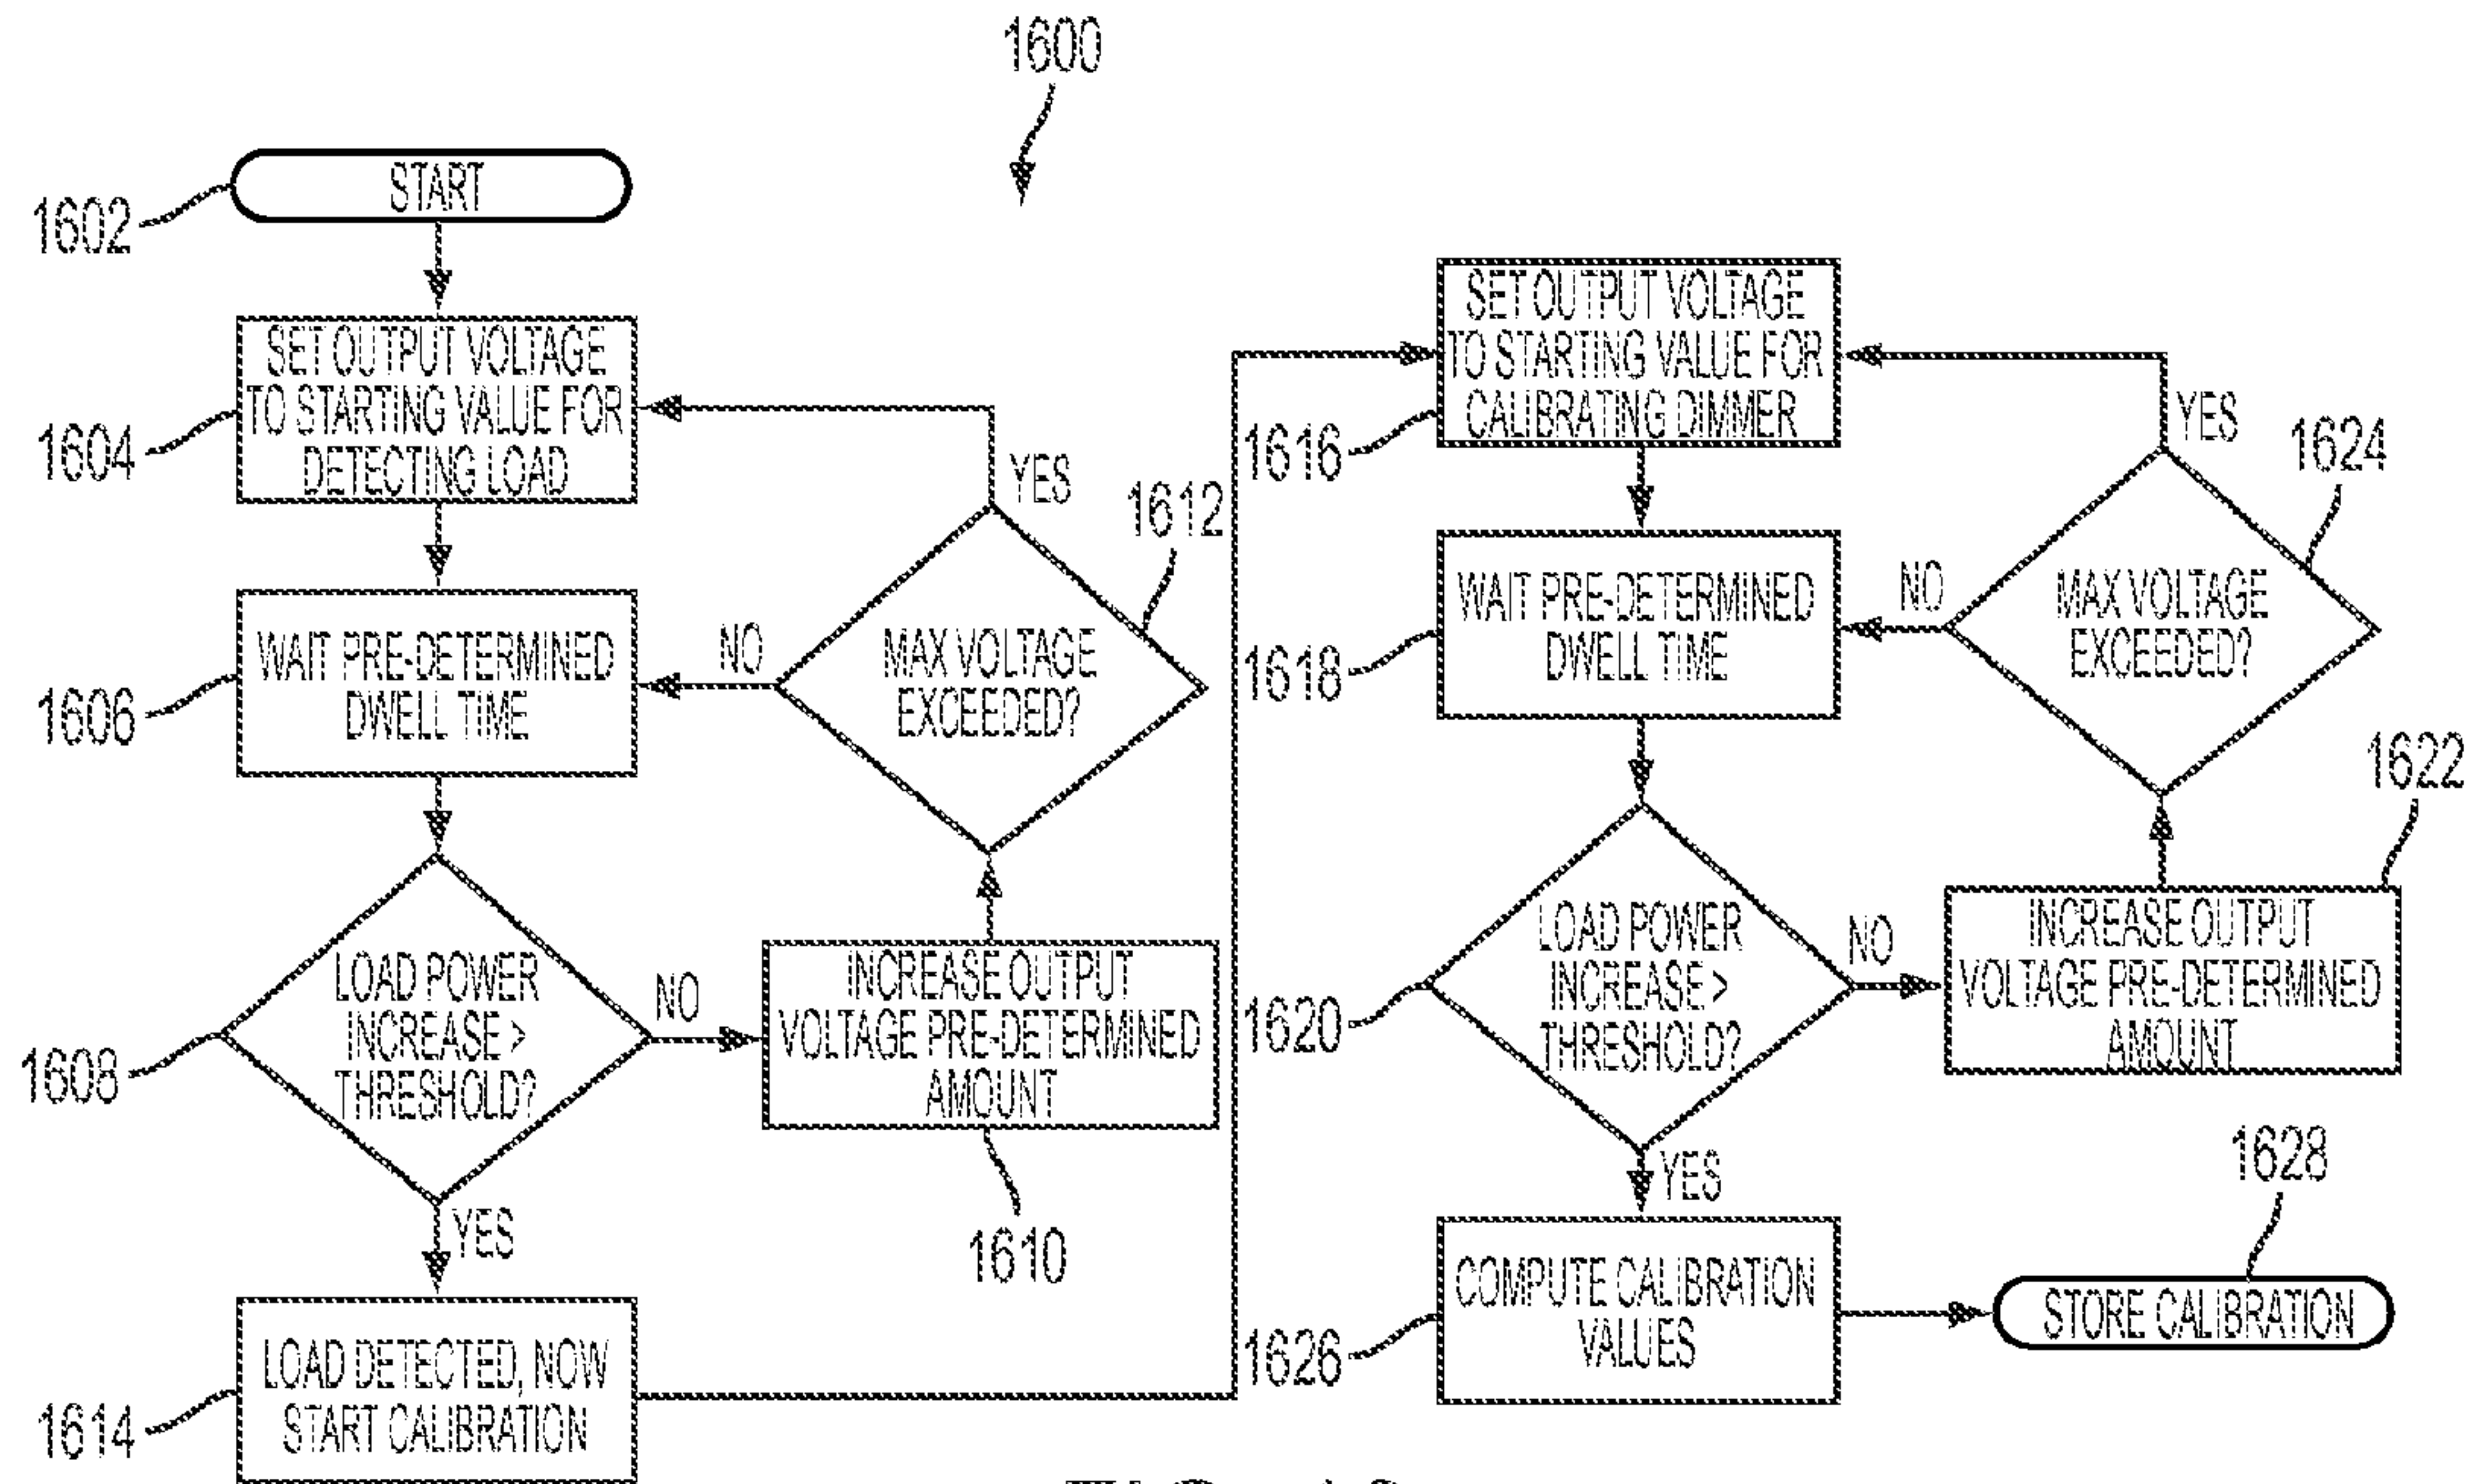 1600
START
1602
SET OUTPUT VOLTAGE
TO STARTING VALUE FOR
DETECTING LOAD
1604
YES
1612
WAIT PRE-DETERMINED
DWELL TIME
1606
NO
MAX VOLTAGE
EXCEEDED?
LOAD POWER
INCREASE >
THRESHOLD?
1608
NO
INCREASE OUTPUT
VOLTAGE PRE-DETERMINED
AMOUNT
1610
YES
LOAD DETECTED, NOW
START CALIBRATION
1614
SET OUTPUT VOLTAGE
TO STARTING VALUE FOR
CALIBRATING DIMMER
1616
YES
1624
WAIT PRE-DETERMINED
DWELL TIME
1618
NO
MAX VOLTAGE
EXCEEDED?
1622
LOAD POWER
INCREASE >
THRESHOLD?
1620
NO
INCREASE OUTPUT
VOLTAGE PRE-DETERMINED
AMOUNT
YES
1628
COMPUTE CALIBRATION
VALUES
1626
STORE CALIBRATION